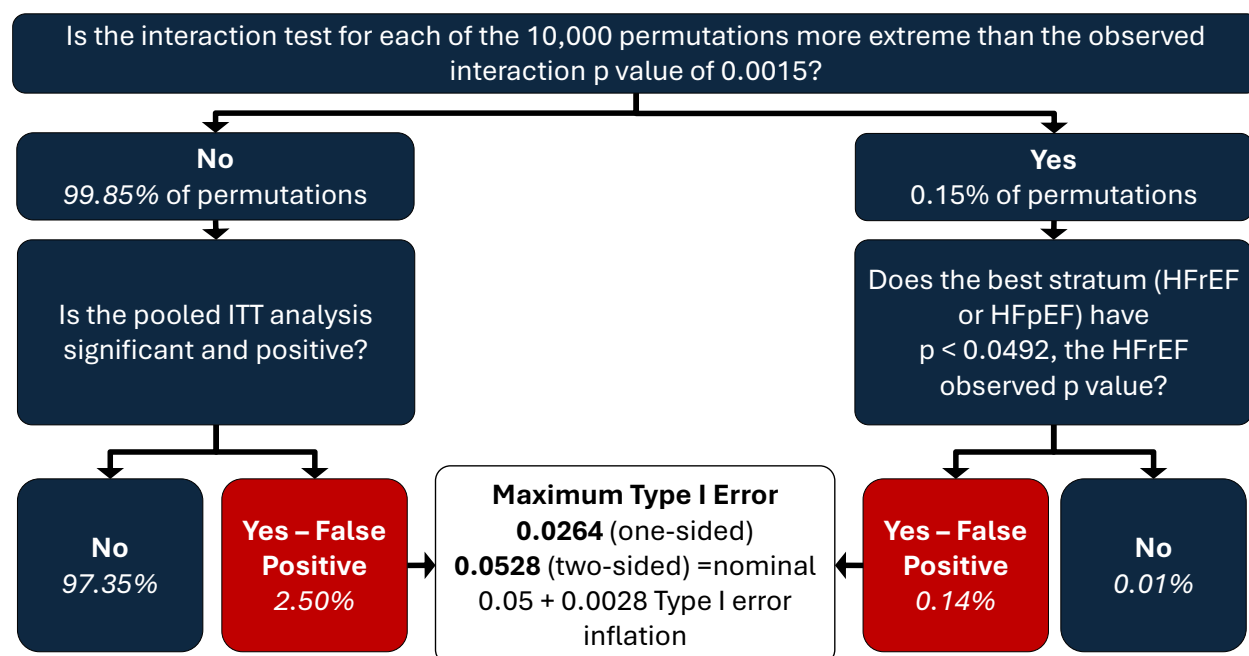 Is the interaction test for each of the 10,000 permutations more extreme than the observed
interaction p value of 0.0015?
No
99.85% of permutations
Yes
0.15% of permutations
Is the pooled ITT analysis
significant and positive?
Does the best stratum (HFrEF
or HFpEF) have
p < 0.0492, the HFrEF
observed p value?
No
97.35%
Yes – False
Positive
2.50%
Maximum Type I Error
0.0264 (one-sided)
0.0528 (two-sided) =nominal
0.05 + 0.0028 Type I error
inflation
Yes – False
Positive
0.14%
No
0.01%